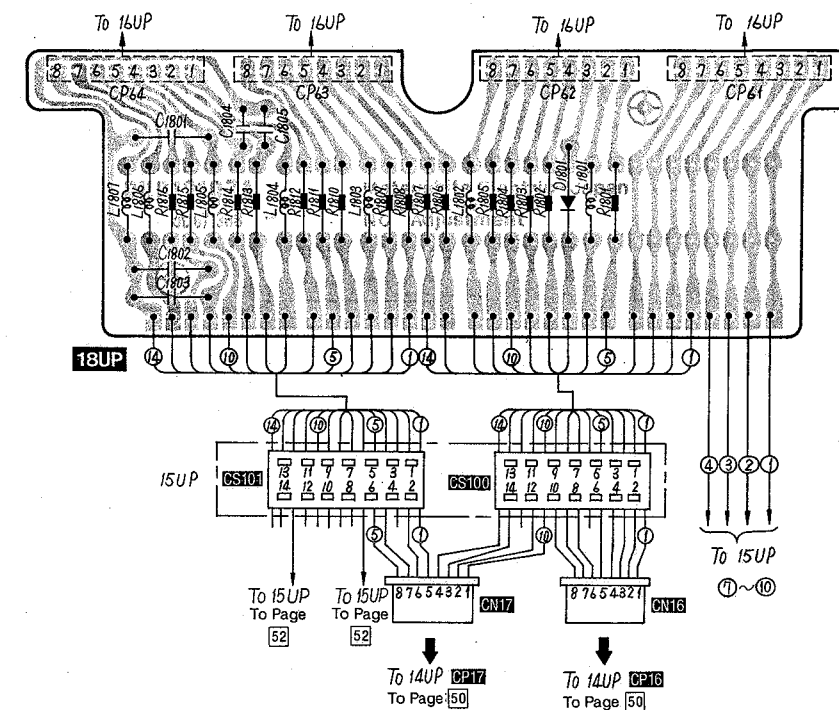 To 16UP To 16UP To 16UP To 16UP
8 7 6 5 4 3 2 1 8 7 6 5 4 3 2 1 8 7 6 5 4 3 2 1 8 7 6 5 4 3 2 1
CP64 CP63 CP62 CP61
C1801 C1804 C1805
L1807 L1806 R1816 R1815 L1805 R1814 R1813 L1804 R1812 R1811 R1810 L1803 R1809 R1808 R1807 R1806 L1802 R1805 R1804 R1803 R1802 D1801 L1801 R1801
C1802
C1803
18UP
14 10 5 1 14 10 5 1
14 10 5 1 14 10 5 1
15UP CS101 13 11 9 7 5 3 1
14 12 10 8 6 4 2
CS100 13 11 9 7 5 3 1
14 12 10 8 6 4 2
4 3 2 1
5 1 10 1
To 15UP
7~10
8 7 6 5 4 3 2 1 CN17
8 7 6 5 4 3 2 1 CN16
To 15UP
To Page
52
To 15UP
To Page
52
To 14UP CP17
To Page 50
To 14UP CP16
To Page 50